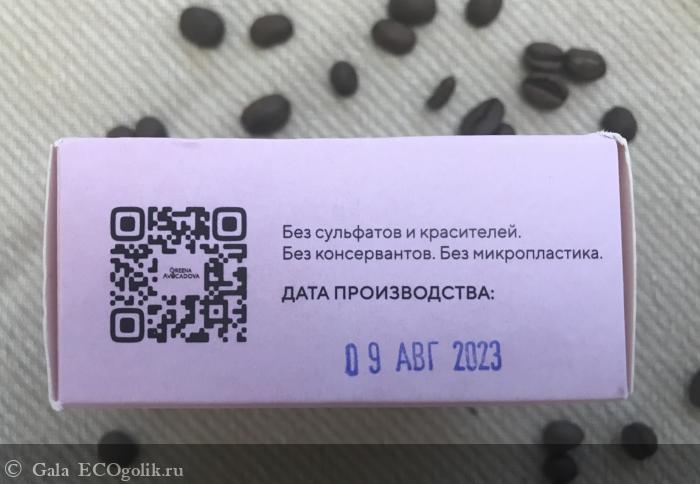 GREENA
AVOCADOVA
Без сульфатов и красителей.
Без консервантов. Без микропластика.
ДАТА ПРОИЗВОДСТВА:
09 АВГ 2023
© Gala ECOgolik.ru